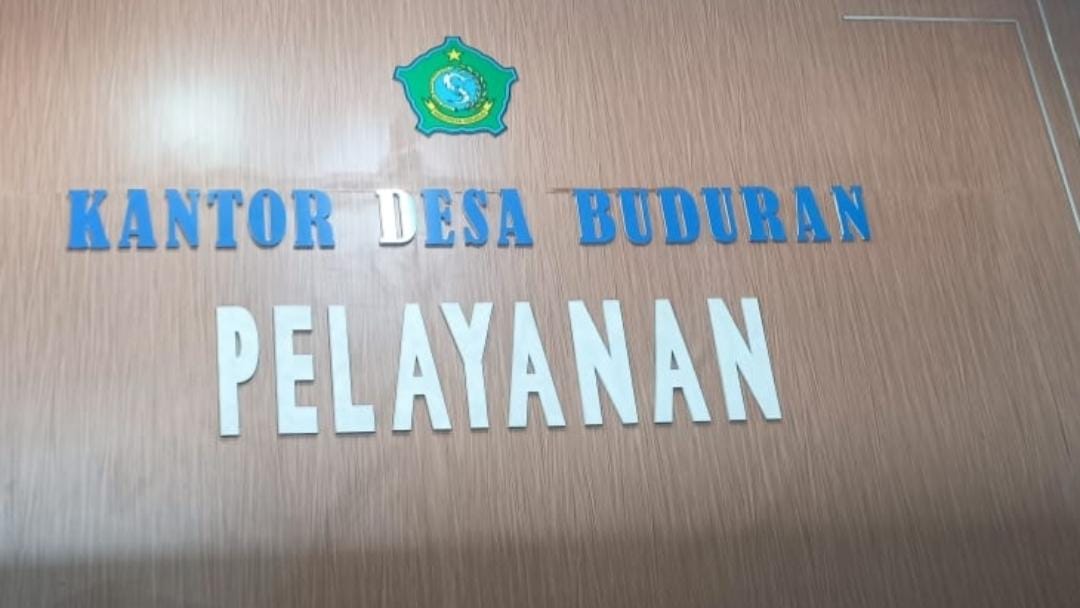 KANTOR DESA BUDURAN
PELAYANAN